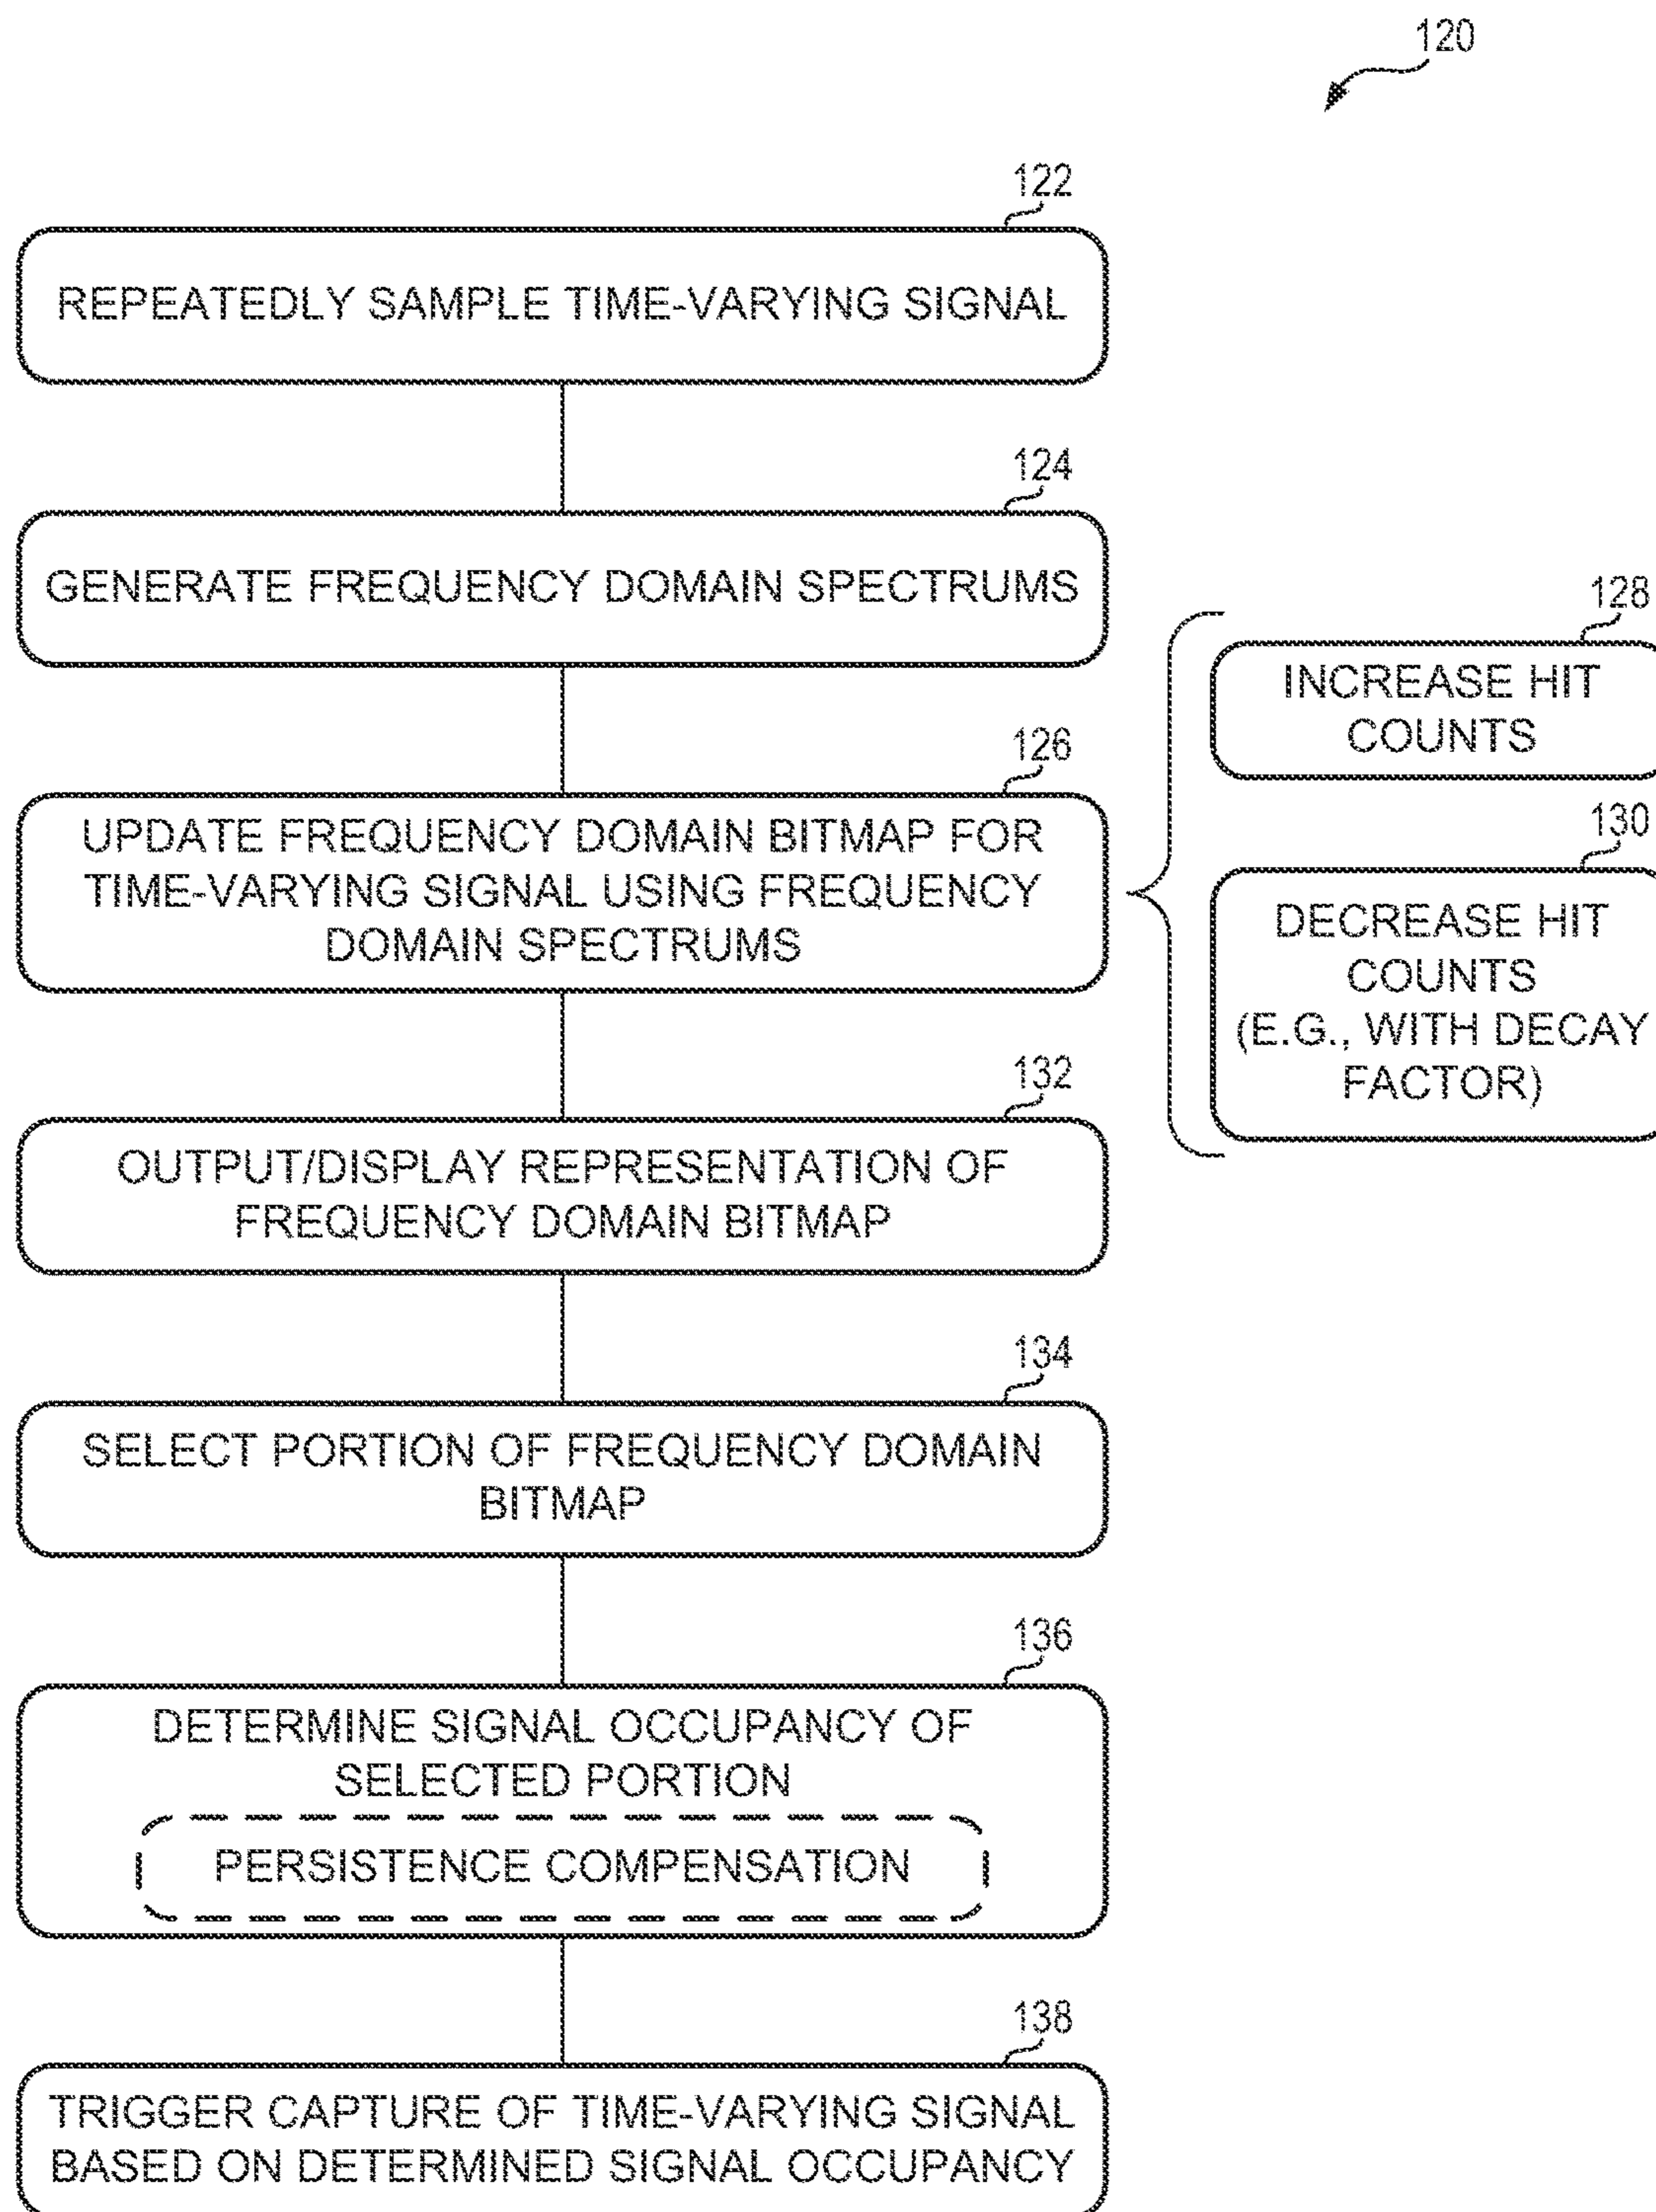 120
122
REPEATEDLY SAMPLE TIME-VARYING SIGNAL
124
GENERATE FREQUENCY DOMAIN SPECTRUMS
126
UPDATE FREQUENCY DOMAIN BITMAP FOR
TIME-VARYING SIGNAL USING FREQUENCY
DOMAIN SPECTRUMS
128
INCREASE HIT
COUNTS
130
DECREASE HIT
COUNTS
(E.G., WITH DECAY
FACTOR)
132
OUTPUT/DISPLAY REPRESENTATION OF
FREQUENCY DOMAIN BITMAP
134
SELECT PORTION OF FREQUENCY DOMAIN
BITMAP
136
DETERMINE SIGNAL OCCUPANCY OF
SELECTED PORTION
PERSISTENCE COMPENSATION
138
TRIGGER CAPTURE OF TIME-VARYING SIGNAL
BASED ON DETERMINED SIGNAL OCCUPANCY